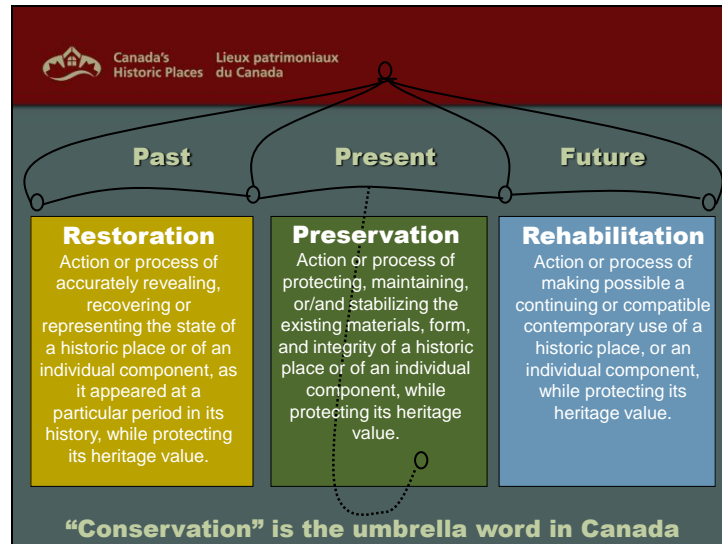 Canada's
Historic Places
Lieux patrimoniaux
du Canada
Past
Present
Future
Restoration
Action or process of
accurately revealing,
recovering or
representing the state of
a historic place or of an
individual component, as
it appeared at a
particular period in its
history, while protecting
its heritage value.
Preservation
Action or process of
protecting, maintaining,
or/and stabilizing the
existing materials, form,
and integrity of a historic
place or of an individual
component, while
protecting its heritage
value.
Rehabilitation
Action or process of
making possible a
continuing or compatible
contemporary use of a
historic place, or an
individual component,
while protecting its
heritage value.
“Conservation” is the umbrella word in Canada